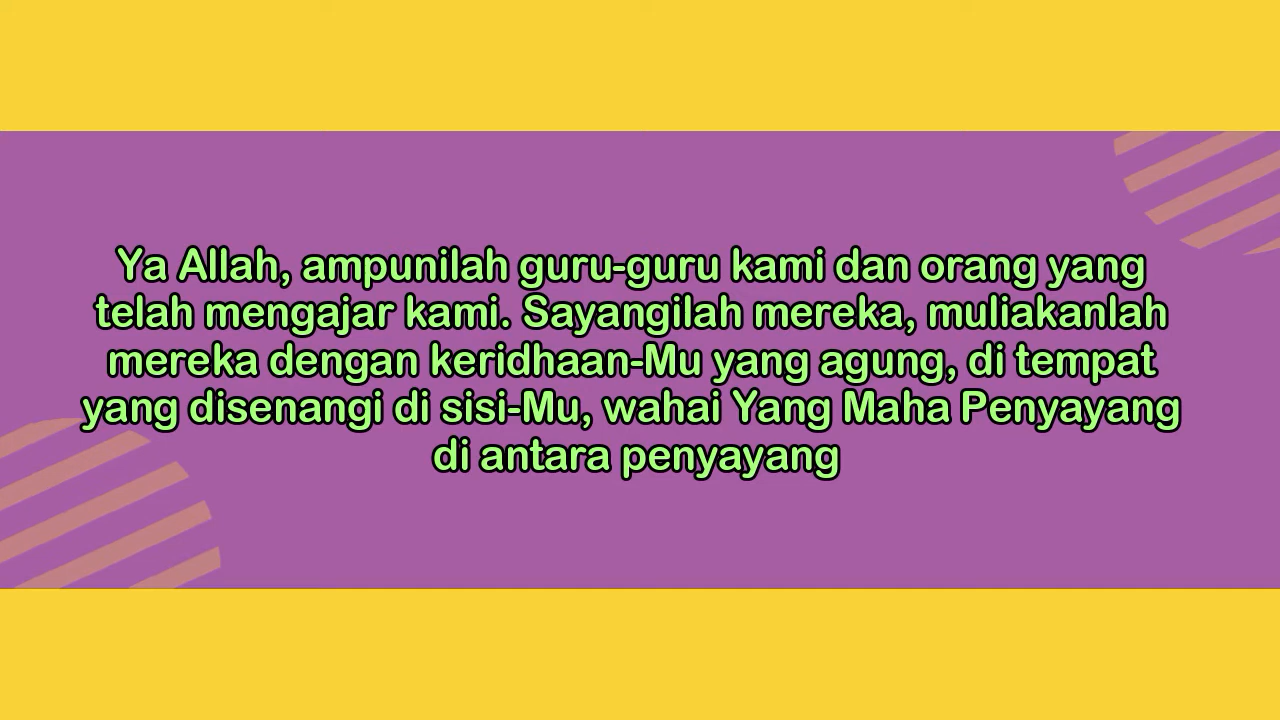 Ya Allah, ampunilah guru-guru kami dan orang yang
telah mengajar kami. Sayangilah mereka, muliakanlah
mereka dengan keridhaan-Mu yang agung, di tempat
yang disenangi di sisi-Mu, wahai Yang Maha Penyayang
di antara penyayang